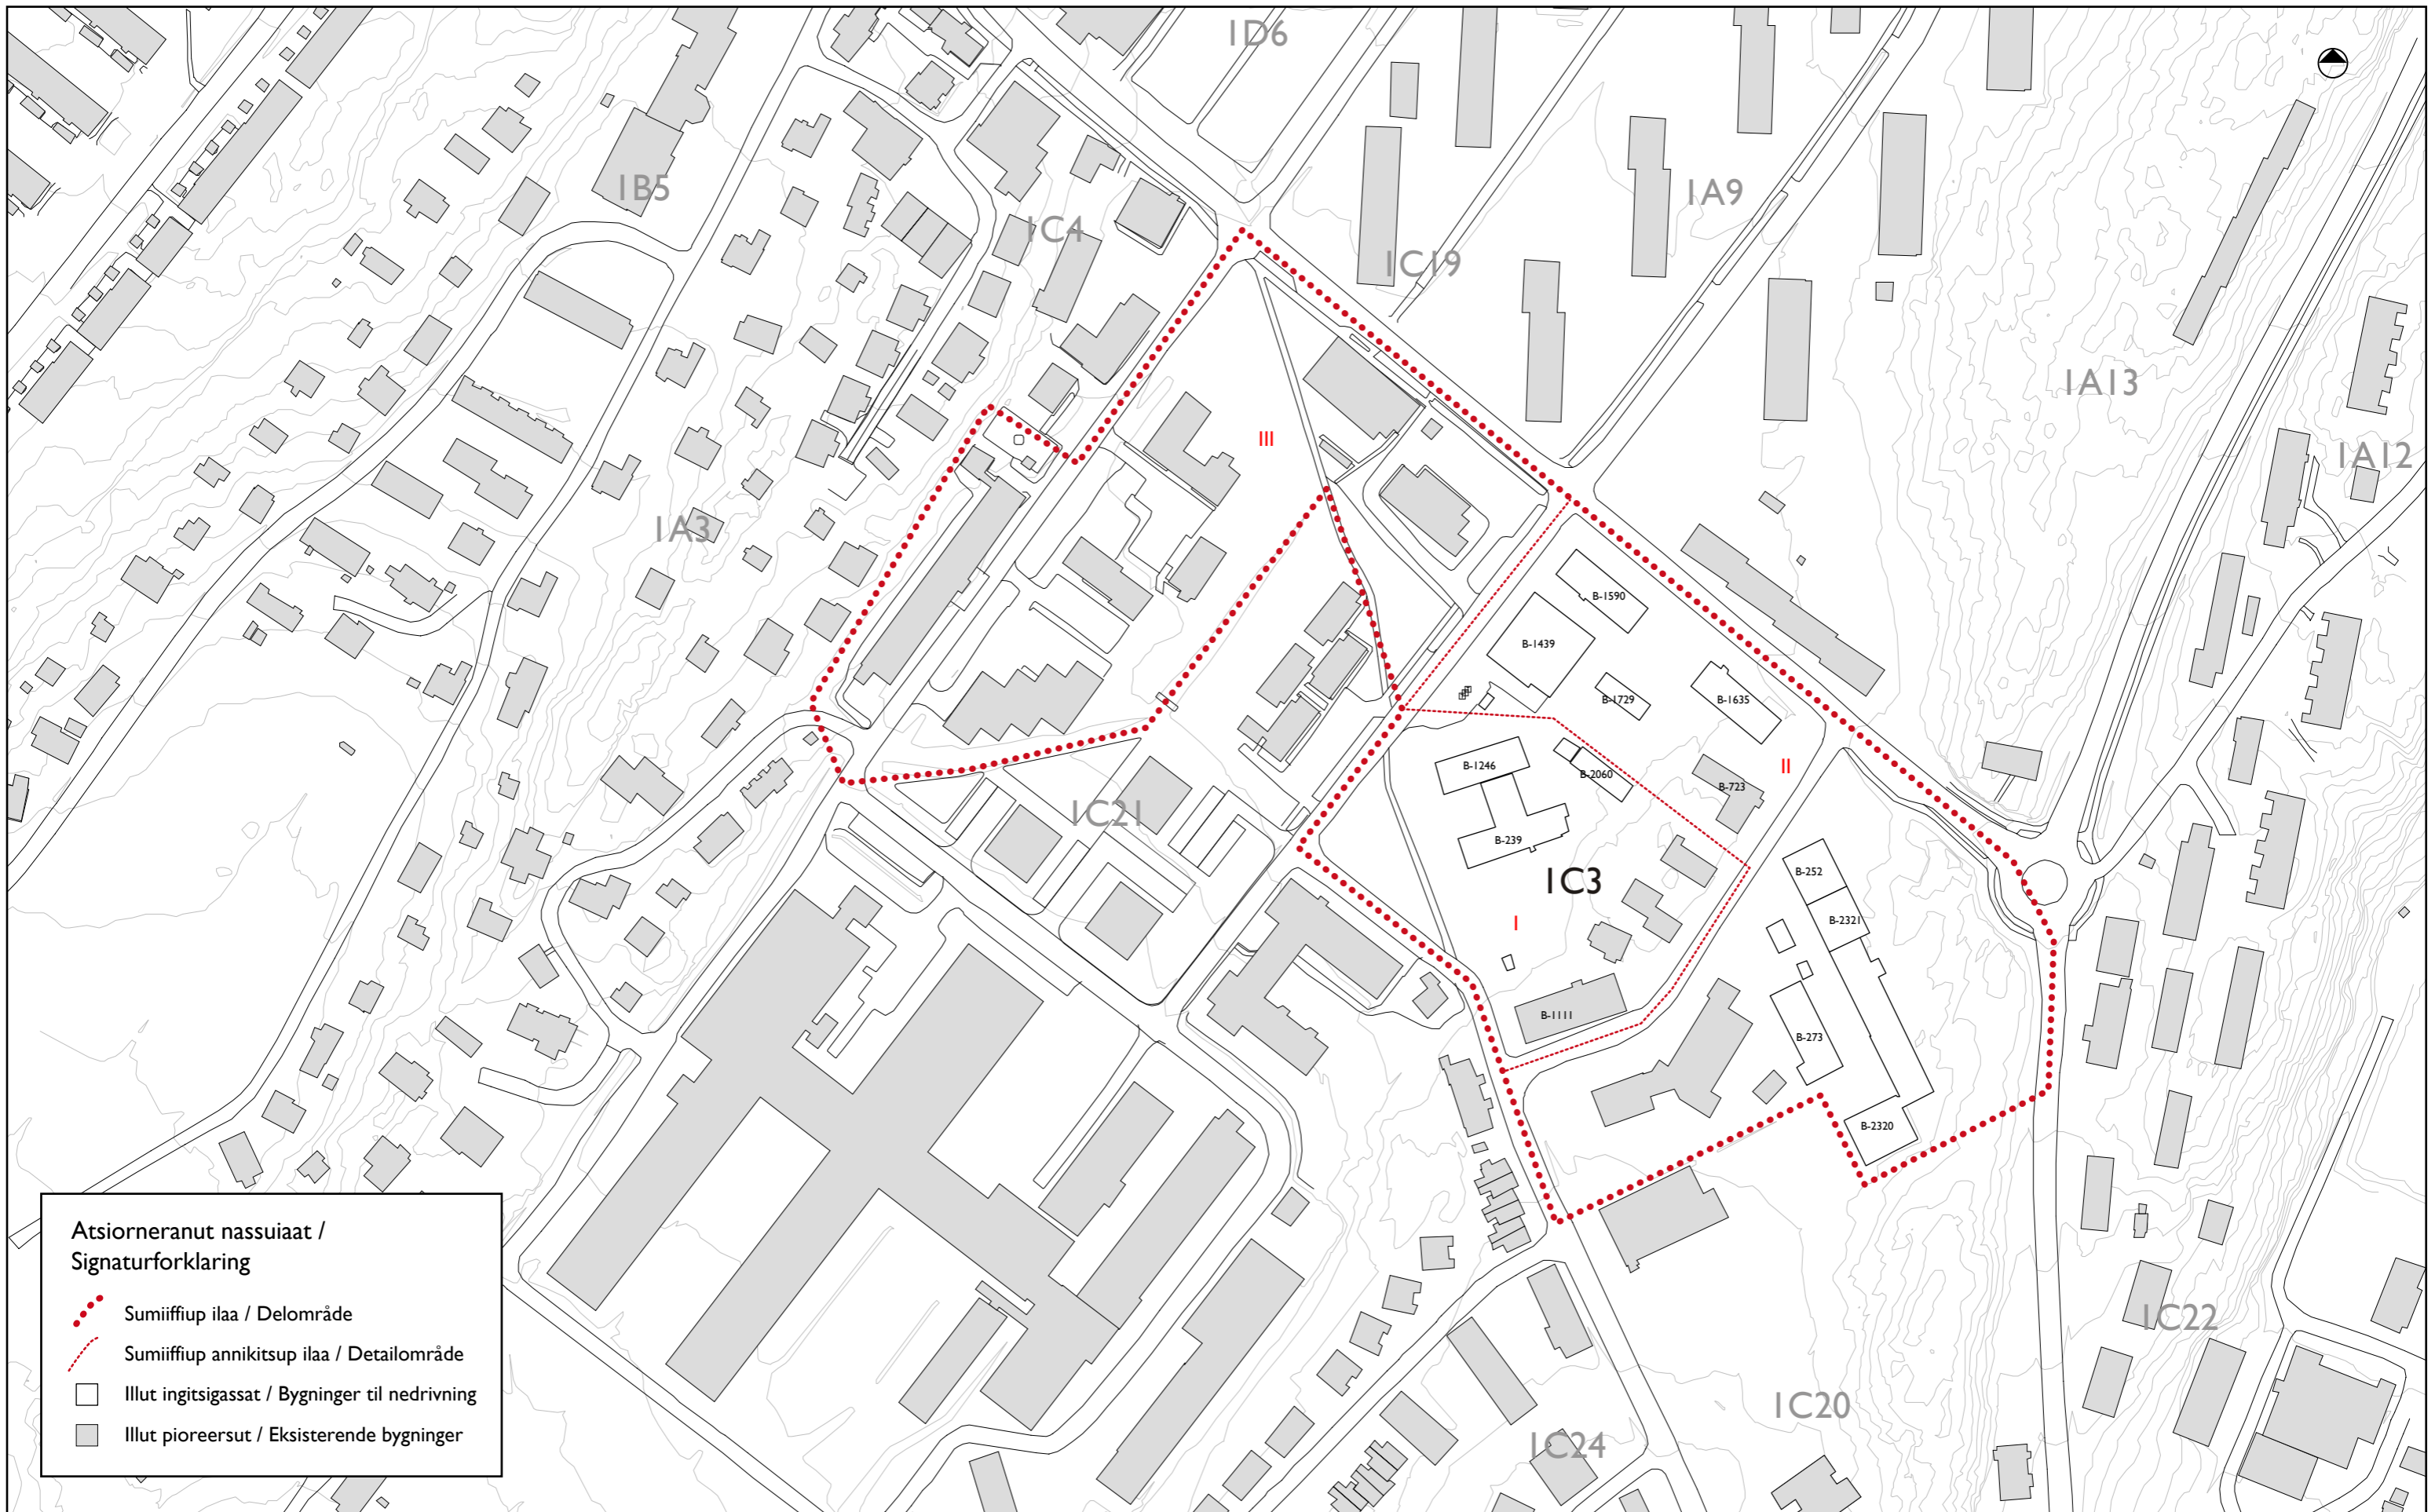 1D6
1B5
1C4
1A9
1C19
1A13
1A12
III
1A3
B-1590
B-1439
B-1729
B-1635
B-1246
B-2060
II
B-723
1C21
B-239
1C3
B-252
I
B-2321
B-1111
B-273
B-2320
Atsiorneranut nassuiaat /
Signaturforklaring
Sumiiffiup ilaa / Delområde
Sumiiffiup annikitsup ilaa / Detailområde
Illut ingitsigassat / Bygninger til nedrivning
Illut pioreersut / Eksisterende bygninger
1C22
1C20
1C24